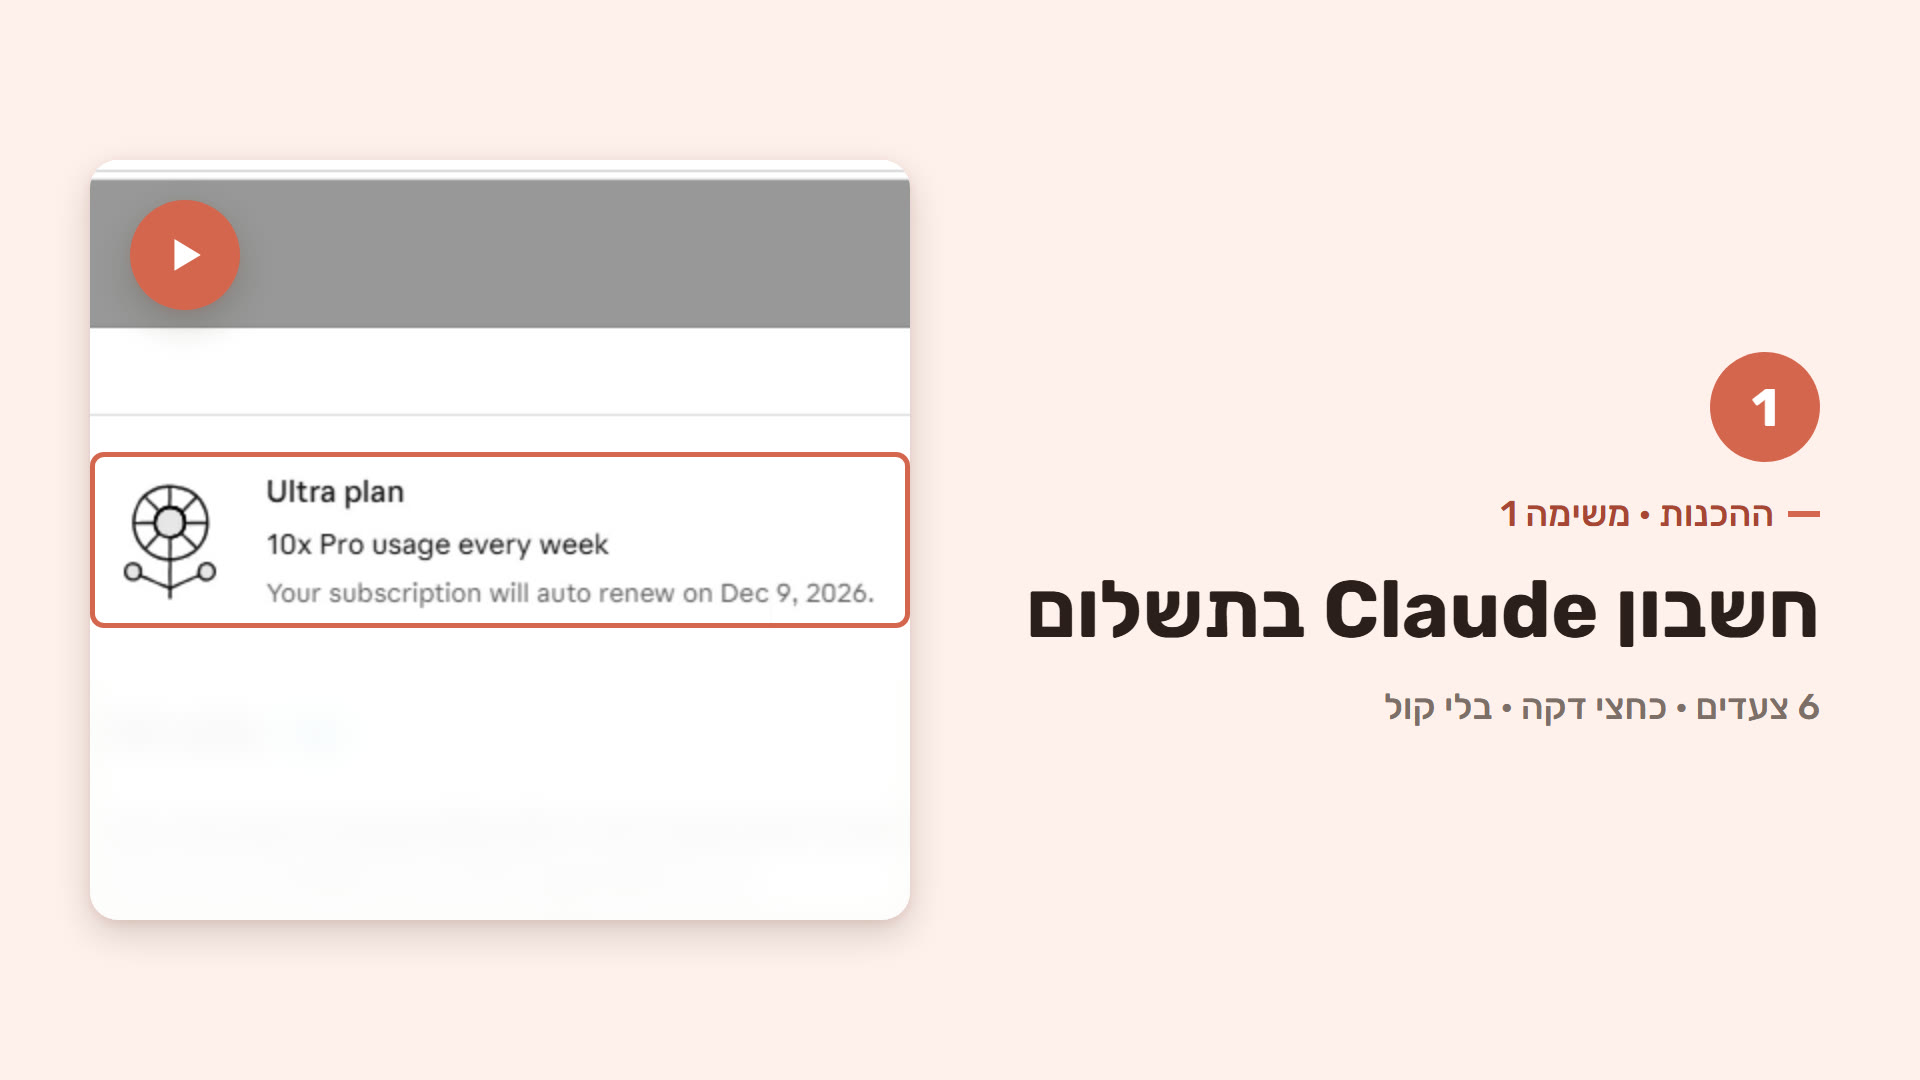 1
ההכנות • משימה 1
חשבון Claude בתשלום
6 צעדים • כחצי דקה • בלי קול
Ultra plan
10x Pro usage every week
Your subscription will auto renew on Dec 9, 2026.